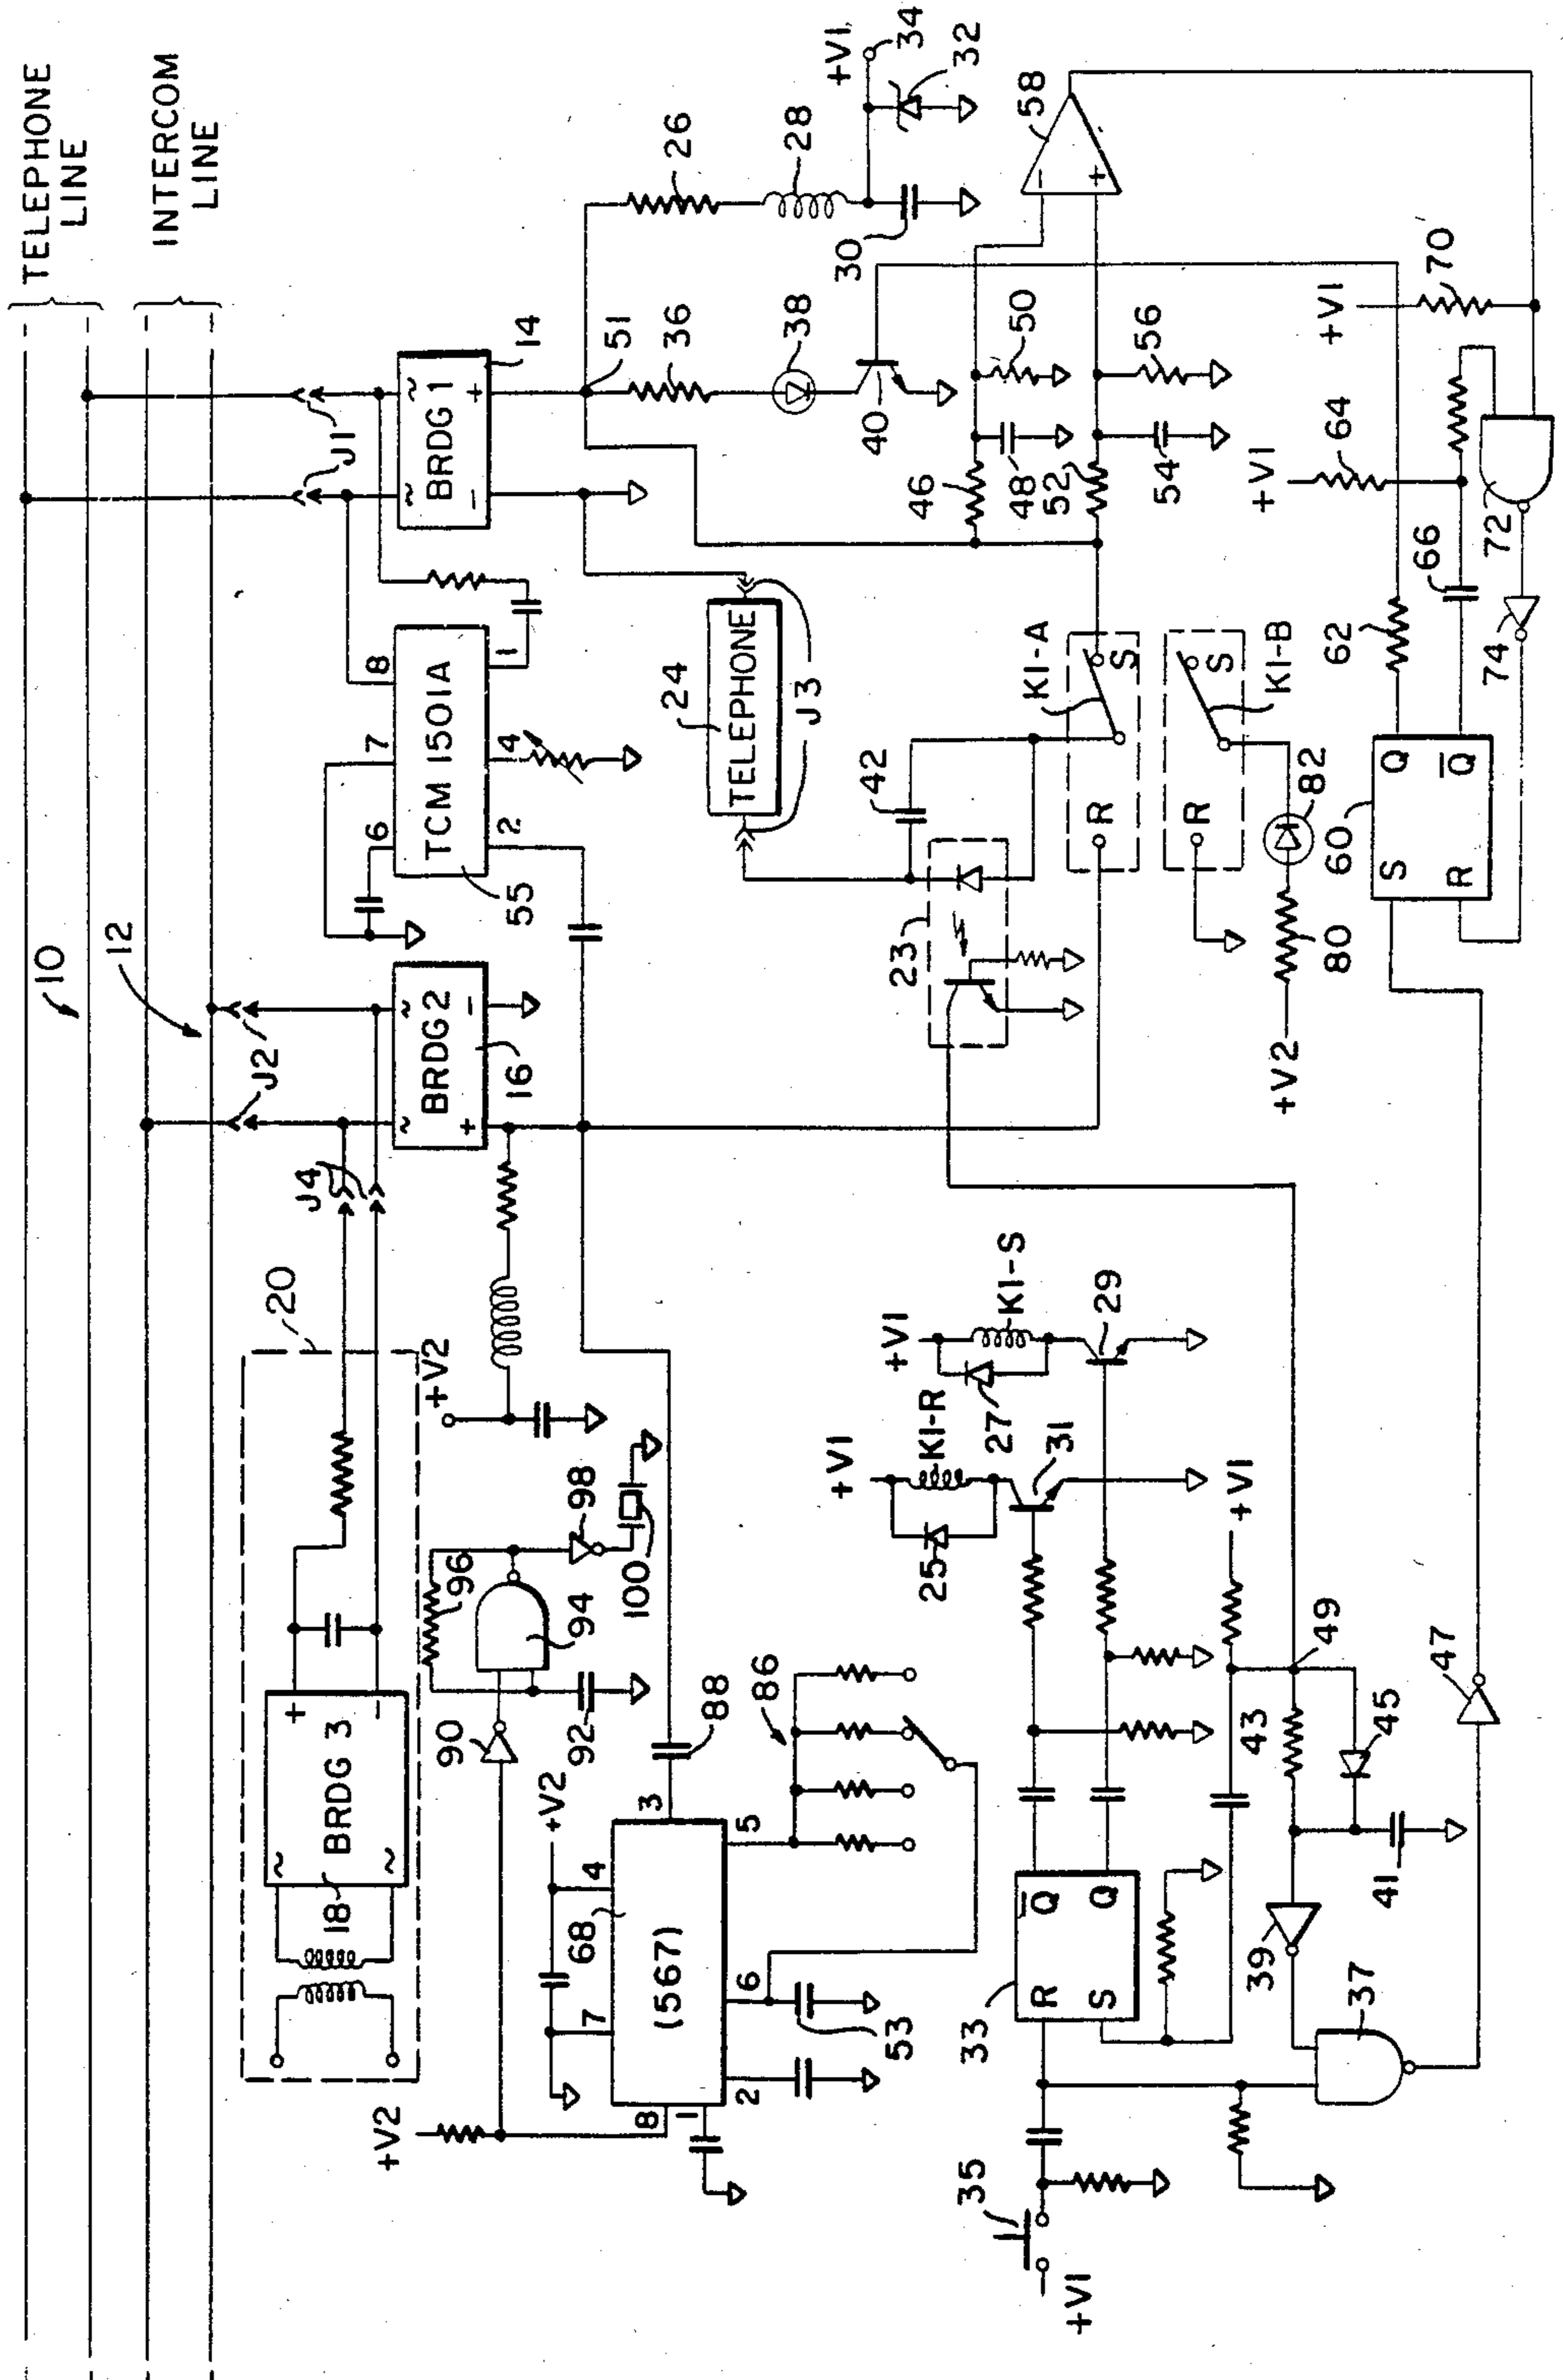 TELEPHONE
LINE
INTERCOM
LINE
10
12
J1
J2
J4
20
BRDG 1
~
~
-
+
14
51
BRDG 2
~
~
+
-
16
BRDG 3
~
~
+
-
18
TCM 1501A
8
7
6
1
4
2
55
26
28
+V1
34
32
30
36
38
40
TELEPHONE
24
J3
42
23
K1-A
R
S
K1-B
R
S
46
48
50
52
54
56
58
-
+
+V1
70
+V1
64
66
72
74
62
60
S
R
Q
Q̅
82
80
+V2
+V2
96
98
94
100
90
92
+V2
88
86
+V2
(567)
68
3
4
7
5
6
2
8
1
53
+V1
K1-R
25
31
+V1
K1-S
27
29
33
R
S
Q̅
Q
35
+V1
+V1
49
43
45
41
39
37
47